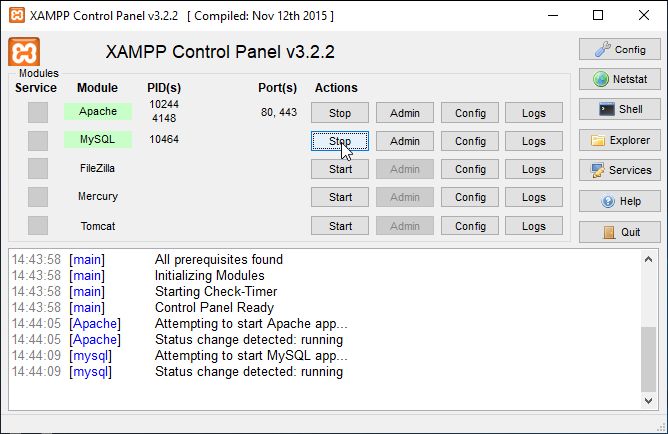 XAMPP Control Panel v3.2.2   [ Compiled: Nov 12th 2015 ]
XAMPP Control Panel v3.2.2
Config
Modules
Service Module PID(s) Port(s) Actions
Netstat
Apache 10244 4148 80, 443 Stop Admin Config Logs
Shell
MySQL 10464 Stop Admin Config Logs
Explorer
FileZilla Start Admin Config Logs
Services
Mercury Start Admin Config Logs
Help
Tomcat Start Admin Config Logs
Quit
14:43:58 [main] All prerequisites found
14:43:58 [main] Initializing Modules
14:43:58 [main] Starting Check-Timer
14:43:58 [main] Control Panel Ready
14:44:05 [Apache] Attempting to start Apache app...
14:44:05 [Apache] Status change detected: running
14:44:09 [mysql] Attempting to start MySQL app...
14:44:09 [mysql] Status change detected: running